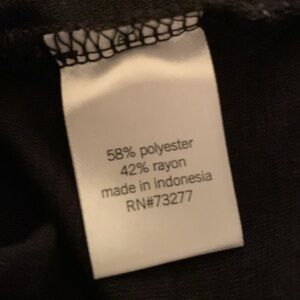 58% polyester
42% rayon
made in indonesia
RN#73277